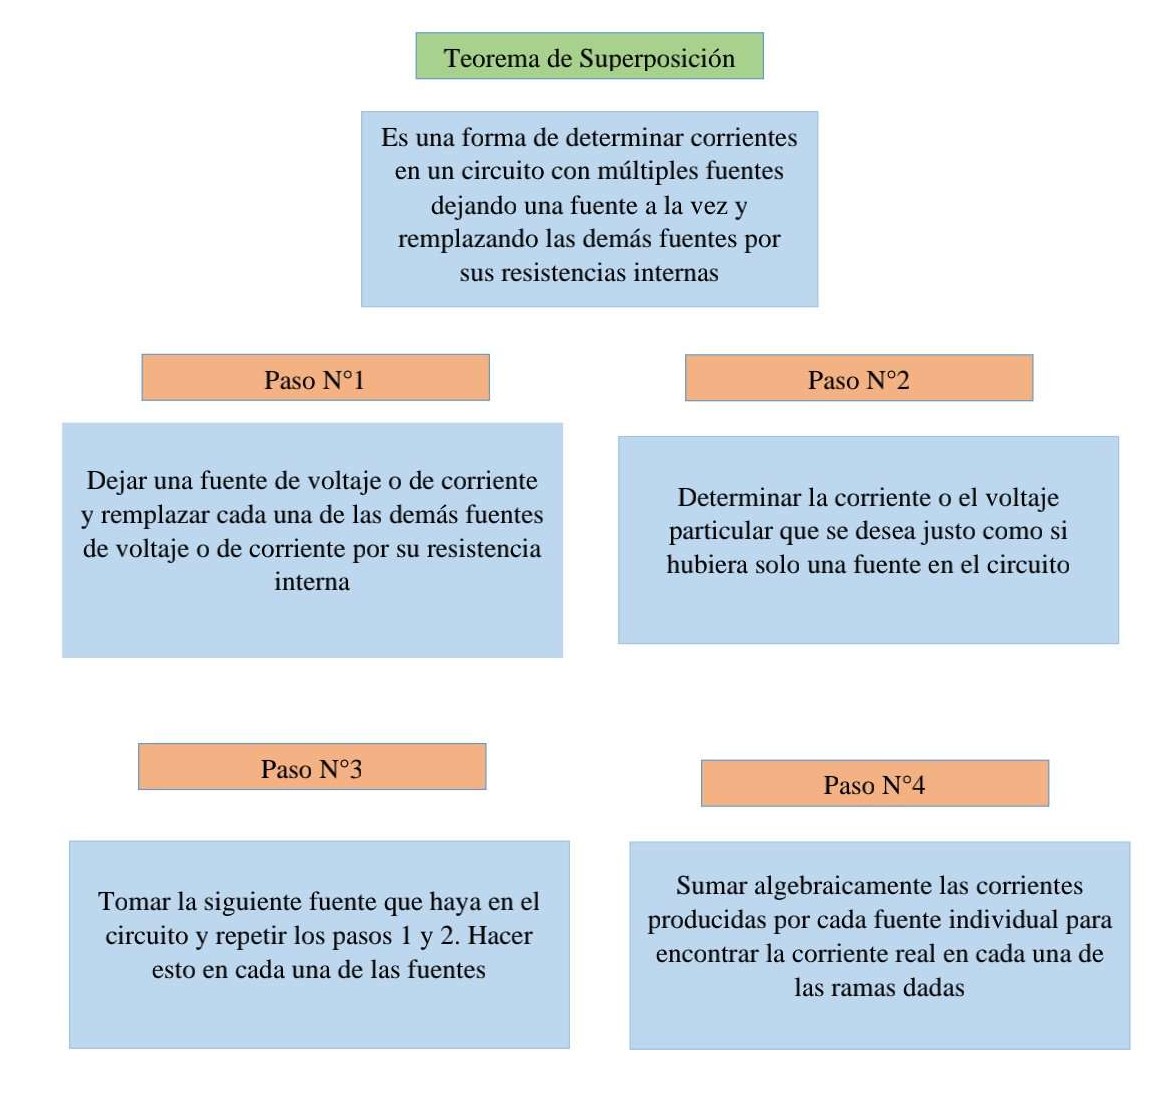 Teorema de Superposición
Es una forma de determinar corrientes
en un circuito con múltiples fuentes
dejando una fuente a la vez y
remplazando las demás fuentes por
sus resistencias internas
Paso N°1
Dejar una fuente de voltaje o de corriente
y remplazar cada una de las demás fuentes
de voltaje o de corriente por su resistencia
interna
Paso N°2
Determinar la corriente o el voltaje
particular que se desea justo como si
hubiera solo una fuente en el circuito
Paso N°3
Tomar la siguiente fuente que haya en el
circuito y repetir los pasos 1 y 2. Hacer
esto en cada una de las fuentes
Paso N°4
Sumar algebraicamente las corrientes
producidas por cada fuente individual para
encontrar la corriente real en cada una de
las ramas dadas